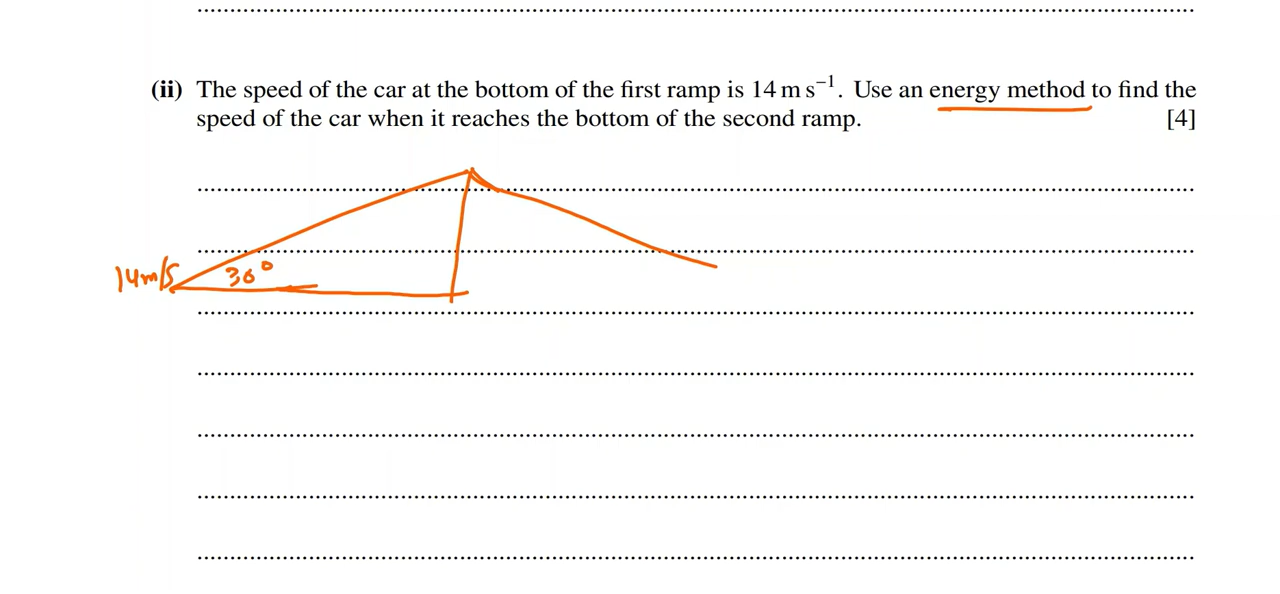 (ii) The speed of the car at the bottom of the first ramp is 14 m s⁻¹. Use an energy method to find the
speed of the car when it reaches the bottom of the second ramp. [4]
14m/s 30°